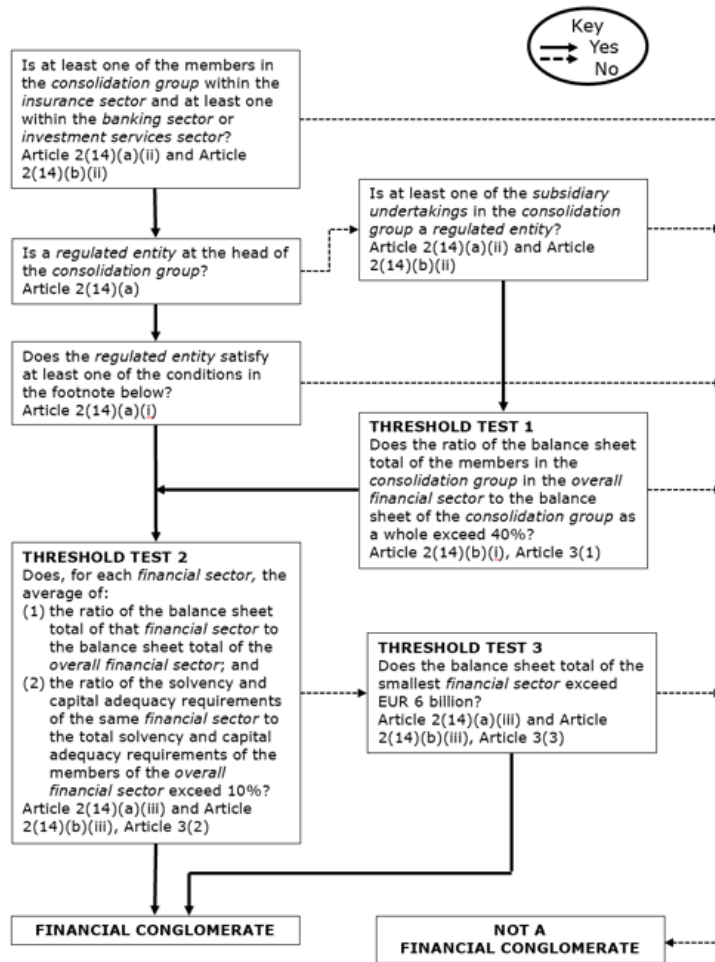 Key
Yes
No
Is at least one of the members in
the consolidation group within the
insurance sector and at least one
within the banking sector or
investment services sector?
Article 2(14)(a)(ii) and Article
2(14)(b)(ii)
Is at least one of the subsidiary
undertakings in the consolidation
group a regulated entity?
Article 2(14)(a)(ii) and Article
2(14)(b)(ii)
Is a regulated entity at the head of
the consolidation group?
Article 2(14)(a)
Does the regulated entity satisfy
at least one of the conditions in
the footnote below?
Article 2(14)(a)(i)
THRESHOLD TEST 1
Does the ratio of the balance sheet
total of the members in the
consolidation group in the overall
financial sector to the balance
sheet of the consolidation group as
a whole exceed 40%?
Article 2(14)(b)(i), Article 3(1)
THRESHOLD TEST 2
Does, for each financial sector, the
average of:
(1) the ratio of the balance sheet
total of that financial sector to
the balance sheet total of the
overall financial sector; and
(2) the ratio of the solvency and
capital adequacy requirements
of the same financial sector to
the total solvency and capital
adequacy requirements of the
members of the overall
financial sector exceed 10%?
Article 2(14)(a)(iii) and Article
2(14)(b)(iii), Article 3(2)
THRESHOLD TEST 3
Does the balance sheet total of the
smallest financial sector exceed
EUR 6 billion?
Article 2(14)(a)(iii) and Article
2(14)(b)(iii), Article 3(3)
FINANCIAL CONGLOMERATE
NOT A
FINANCIAL CONGLOMERATE